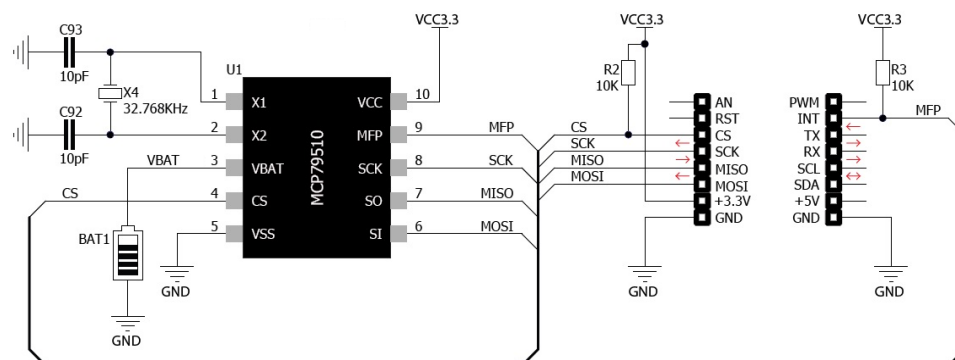 C93
10pF
X4
32.768KHz
C92
10pF
VBAT
CS
BAT1
GND
GND
U1
MCP79510
1 X1
2 X2
3 VBAT
4 CS
5 VSS
VCC 10
MFP 9
SCK 8
SO 7
SI 6
VCC3.3
MFP
SCK
MISO
MOSI
CS
SCK
MISO
MOSI
VCC3.3
R2
10K
GND
AN
RST
CS
SCK
MISO
MOSI
+3.3V
GND
PWM
INT
TX
RX
SCL
SDA
+5V
GND
VCC3.3
R3
10K
MFP
GND